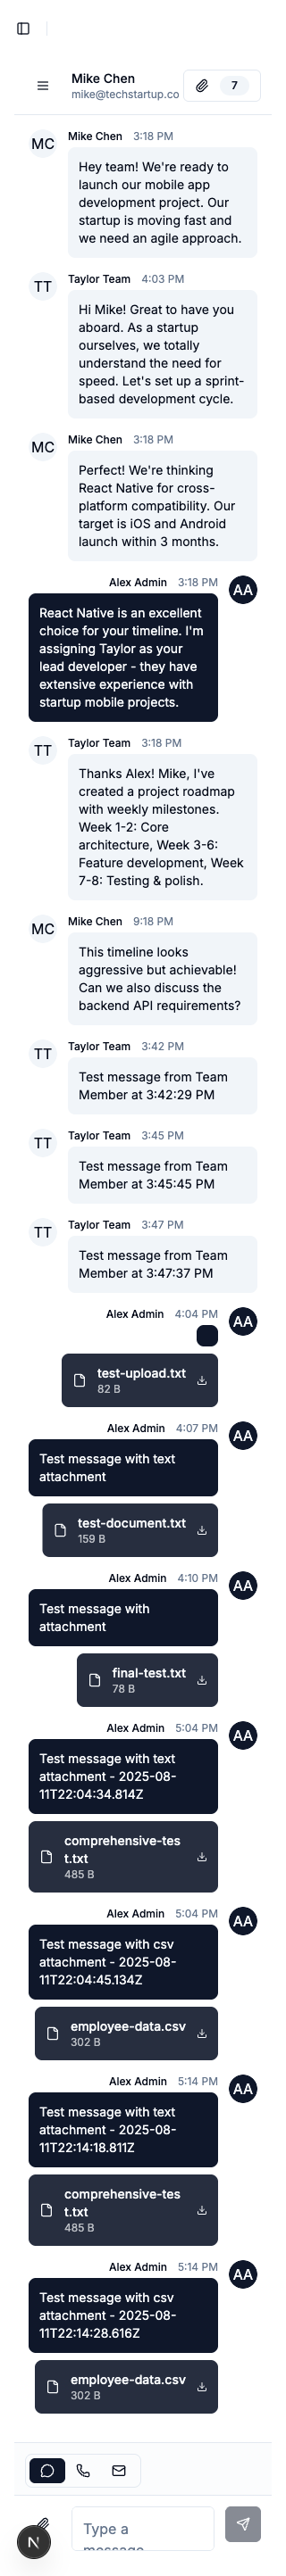 Mike Chen
mike@techstartup.co
7
MC
Mike Chen 3:18 PM
Hey team! We're ready to
launch our mobile app
development project. Our
startup is moving fast and
we need an agile approach.
TT
Taylor Team 4:03 PM
Hi Mike! Great to have you
aboard. As a startup
ourselves, we totally
understand the need for
speed. Let's set up a sprint-
based development cycle.
MC
Mike Chen 3:18 PM
Perfect! We're thinking
React Native for cross-
platform compatibility. Our
target is iOS and Android
launch within 3 months.
Alex Admin 3:18 PM
AA
React Native is an excellent
choice for your timeline. I'm
assigning Taylor as your
lead developer - they have
extensive experience with
startup mobile projects.
TT
Taylor Team 3:18 PM
Thanks Alex! Mike, I've
created a project roadmap
with weekly milestones.
Week 1-2: Core
architecture, Week 3-6:
Feature development, Week
7-8: Testing & polish.
MC
Mike Chen 9:18 PM
This timeline looks
aggressive but achievable!
Can we also discuss the
backend API requirements?
TT
Taylor Team 3:42 PM
Test message from Team
Member at 3:42:29 PM
TT
Taylor Team 3:45 PM
Test message from Team
Member at 3:45:45 PM
TT
Taylor Team 3:47 PM
Test message from Team
Member at 3:47:37 PM
Alex Admin 4:04 PM
AA
test-upload.txt
82 B
Alex Admin 4:07 PM
AA
Test message with text
attachment
test-document.txt
159 B
Alex Admin 4:10 PM
AA
Test message with
attachment
final-test.txt
78 B
Alex Admin 5:04 PM
AA
Test message with text
attachment - 2025-08-
11T22:04:34.814Z
comprehensive-tes
t.txt
485 B
Alex Admin 5:04 PM
AA
Test message with csv
attachment - 2025-08-
11T22:04:45.134Z
employee-data.csv
302 B
Alex Admin 5:14 PM
AA
Test message with text
attachment - 2025-08-
11T22:14:18.811Z
comprehensive-tes
t.txt
485 B
Alex Admin 5:14 PM
AA
Test message with csv
attachment - 2025-08-
11T22:14:28.616Z
employee-data.csv
302 B
Type a
message
N